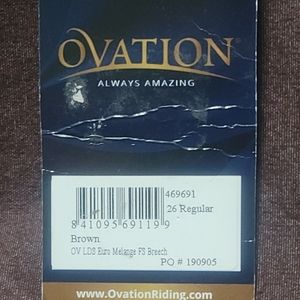 OVATION®
ALWAYS AMAZING
469691
26 Regular
8 41095 69119 9
Brown
OV LDS Euro Melange FS Breech
PO # 190905
www.OvationRiding.com